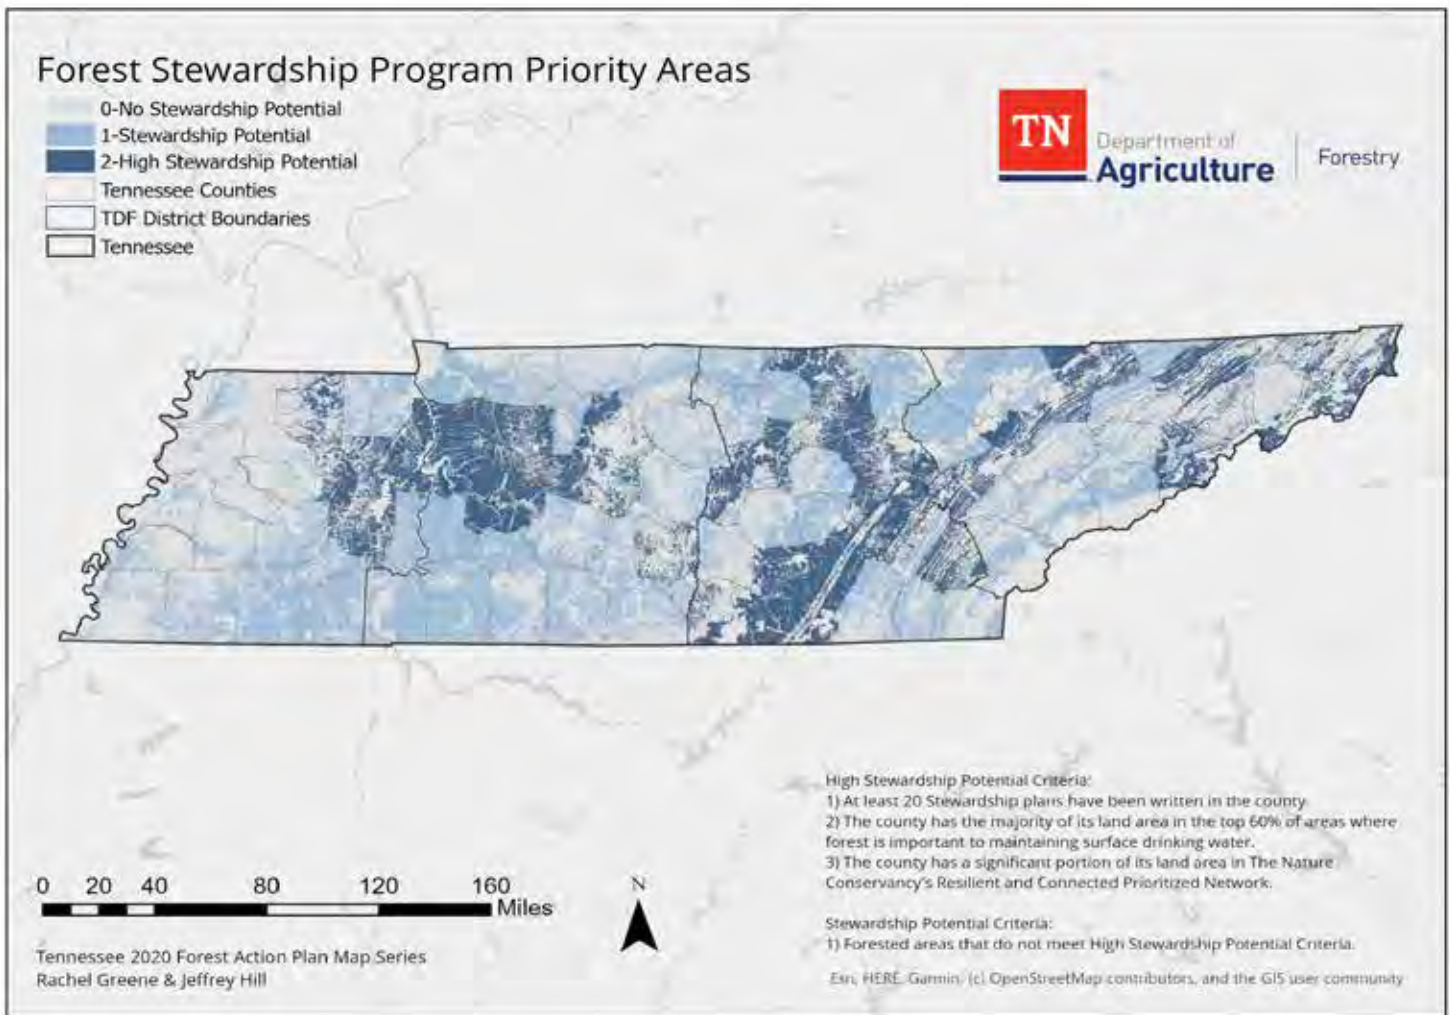 Forest Stewardship Program Priority Areas
0-No Stewardship Potential
1-Stewardship Potential
2-High Stewardship Potential
Tennessee Counties
TDF District Boundaries
Tennessee
TN
Department of
Agriculture
Forestry
High Stewardship Potential Criteria:
1) At least 20 Stewardship plans have been written in the county
2) The county has the majority of its land area in the top 60% of areas where
forest is important to maintaining surface drinking water.
3) The county has a significant portion of its land area in The Nature
Conservancy's Resilient and Connected Prioritized Network.
Stewardship Potential Criteria:
1) Forested areas that do not meet High Stewardship Potential Criteria.
Esri, HERE, Garmin, (c) OpenStreetMap contributors, and the GIS user community
0 20 40 80 120 160
Miles
N
Tennessee 2020 Forest Action Plan Map Series
Rachel Greene & Jeffrey Hill